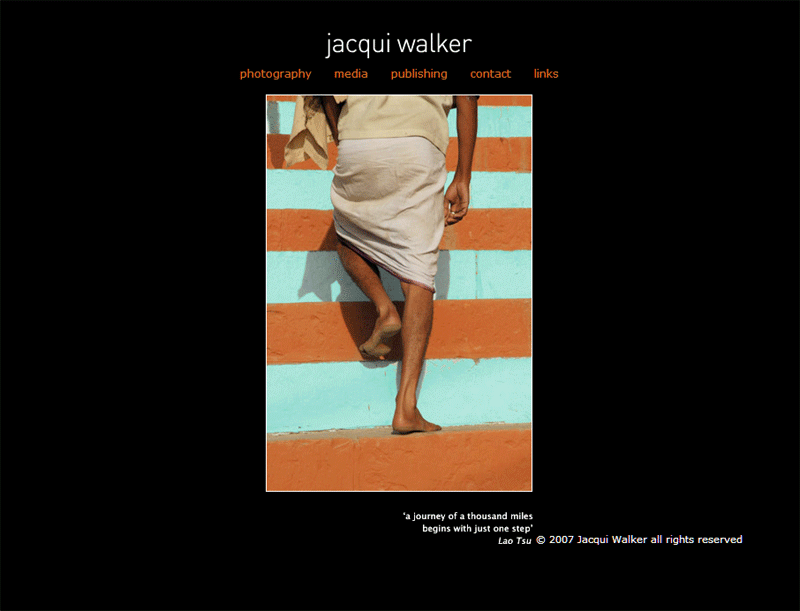 jacqui walker
photography media publishing contact links
'a journey of a thousand miles
begins with just one step'
Lao Tsu © 2007 Jacqui Walker all rights reserved